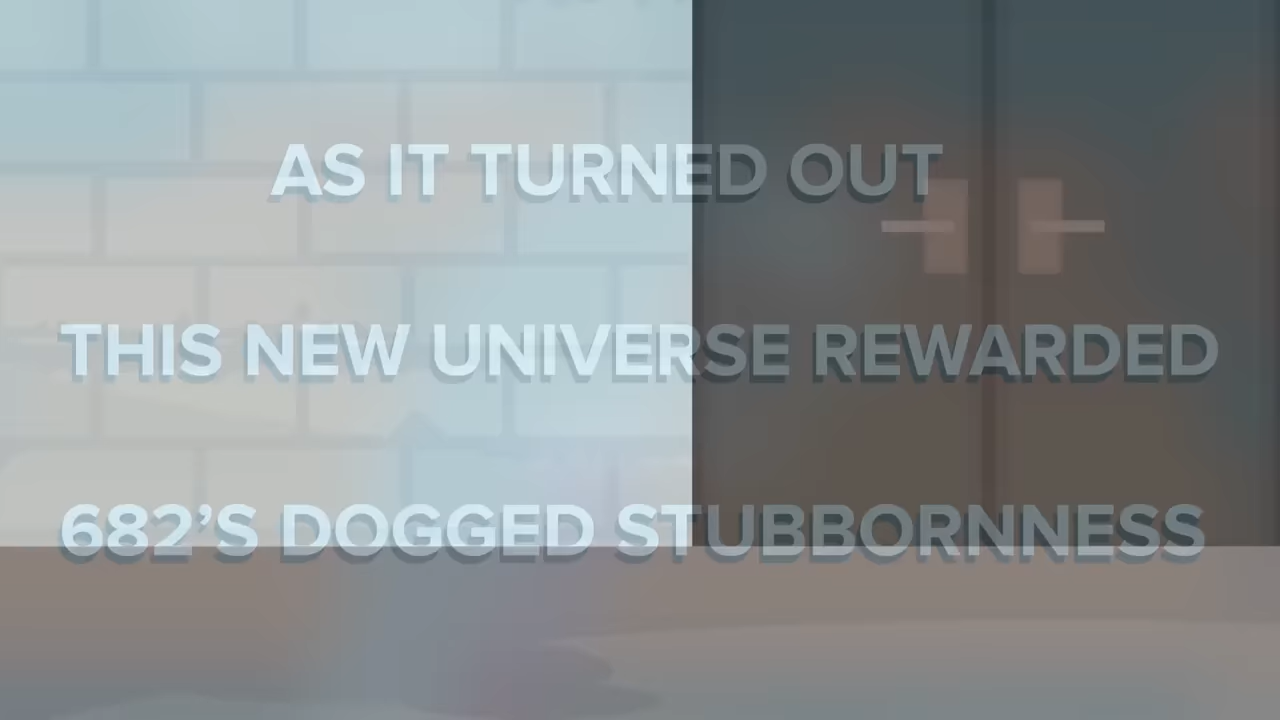 AS IT TURNED OUT
THIS NEW UNIVERSE REWARDED
682’S DOGGED STUBBORNNESS